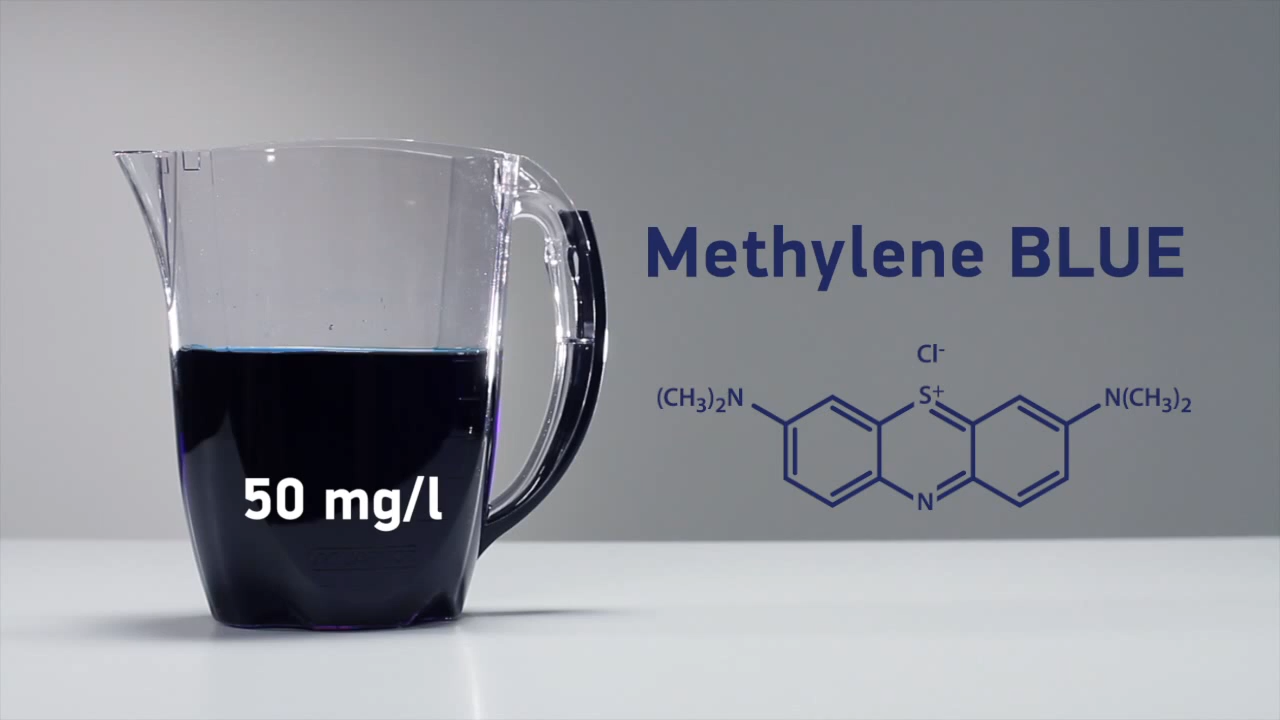 Methylene BLUE
Cl-
(CH3)2N
S+
N(CH3)2
N
50 mg/l